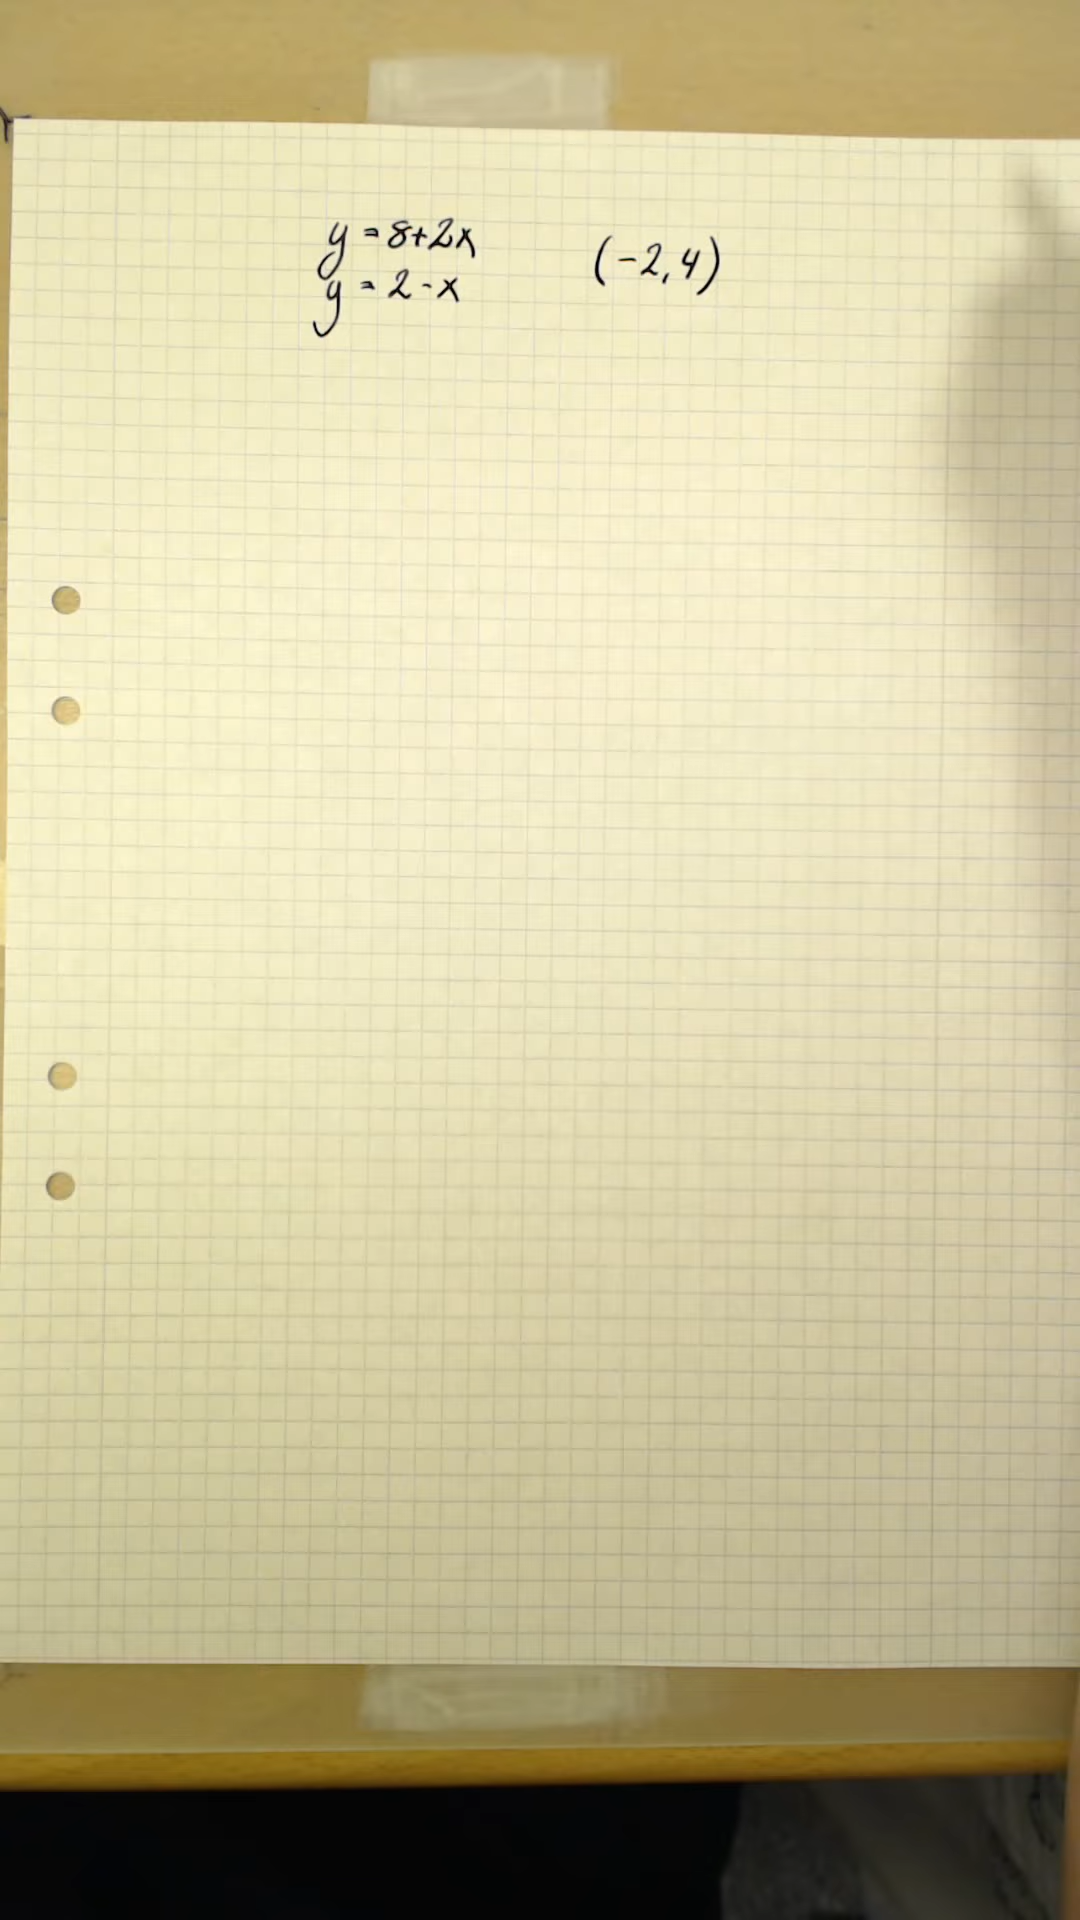 y = 8+2x
y = 2-x
(-2,4)